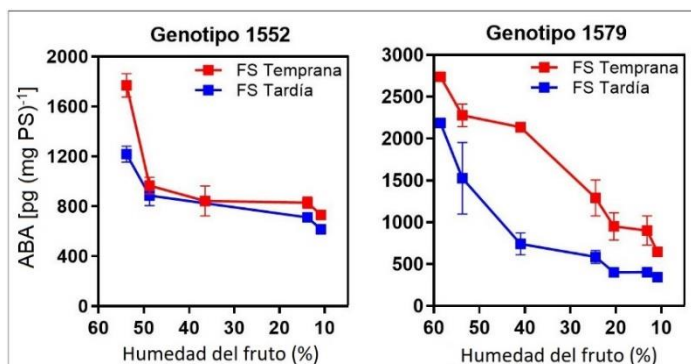 Genotipo 1552
FS Temprana
FS Tardía
ABA [pg (mg PS)-1]
2000
1600
1200
800
400
0
60 50 40 30 20 10
Humedad del fruto (%)
Genotipo 1579
FS Temprana
FS Tardía
3000
2500
2000
1500
1000
500
0
60 50 40 30 20 10
Humedad del fruto (%)